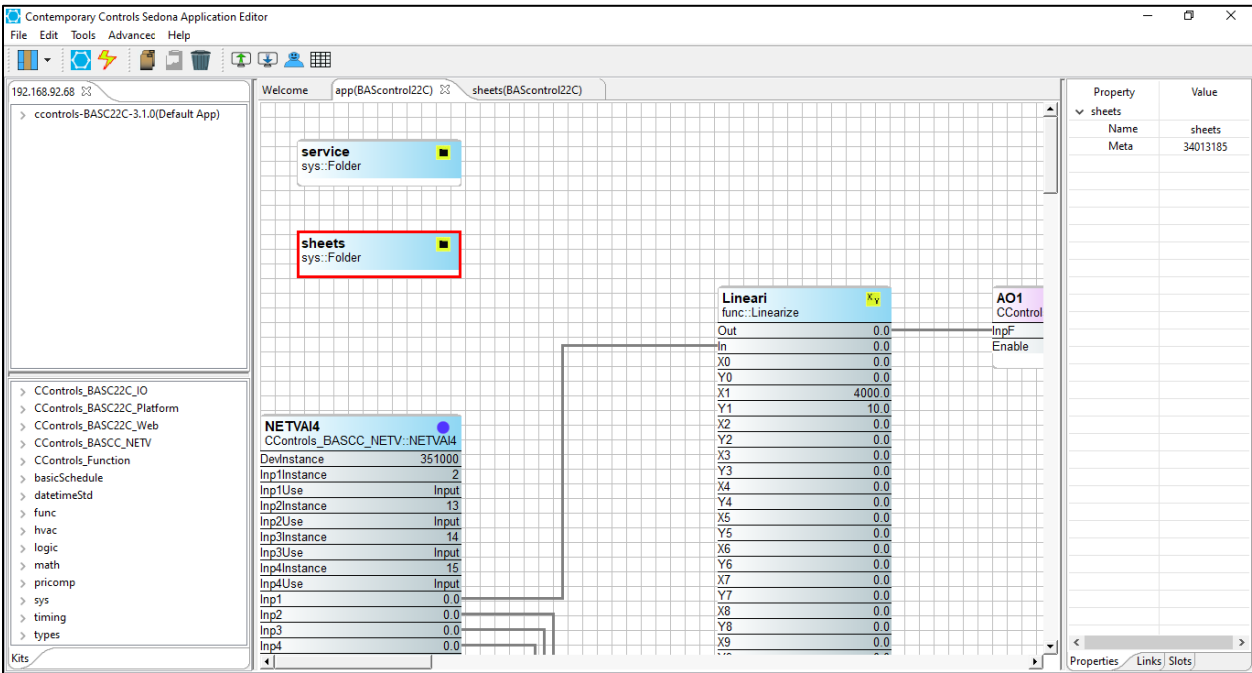 Contemporary Controls Sedona Application Editor
File Edit Tools Advancec Help
192.168.92.68
ccontrols-BASC22C-3.1.0(Default App)
CControls_BASC22C_IO
CControls_BASC22C_Platform
CControls_BASC22C_Web
CControls_BASCC_NETV
CControls_Function
basicSchedule
datetimeStd
func
hvac
logic
math
pricomp
sys
timing
types
Kits
Welcome app(BAScontrol22C) sheets(BAScontrol22C)
service
sys::Folder
sheets
sys::Folder
NETVAI4
CControls_BASCC_NETV::NETVAI4
DevInstance 351000
Inp1Instance 2
Inp1Use Input
Inp2Instance 13
Inp2Use Input
Inp3Instance 14
Inp3Use Input
Inp4Instance 15
Inp4Use Input
Inp1 0.0
Inp2 0.0
Inp3 0.0
Inp4 0.0
Lineari XY
func::Linearize
Out 0.0
In 0.0
X0 0.0
Y0 0.0
X1 4000.0
Y1 10.0
X2 0.0
Y2 0.0
X3 0.0
Y3 0.0
X4 0.0
Y4 0.0
X5 0.0
Y5 0.0
X6 0.0
Y6 0.0
X7 0.0
Y7 0.0
X8 0.0
Y8 0.0
X9 0.0
AO1
CControl
InpF
Enable
Property Value
sheets
Name sheets
Meta 34013185
Properties Links Slots